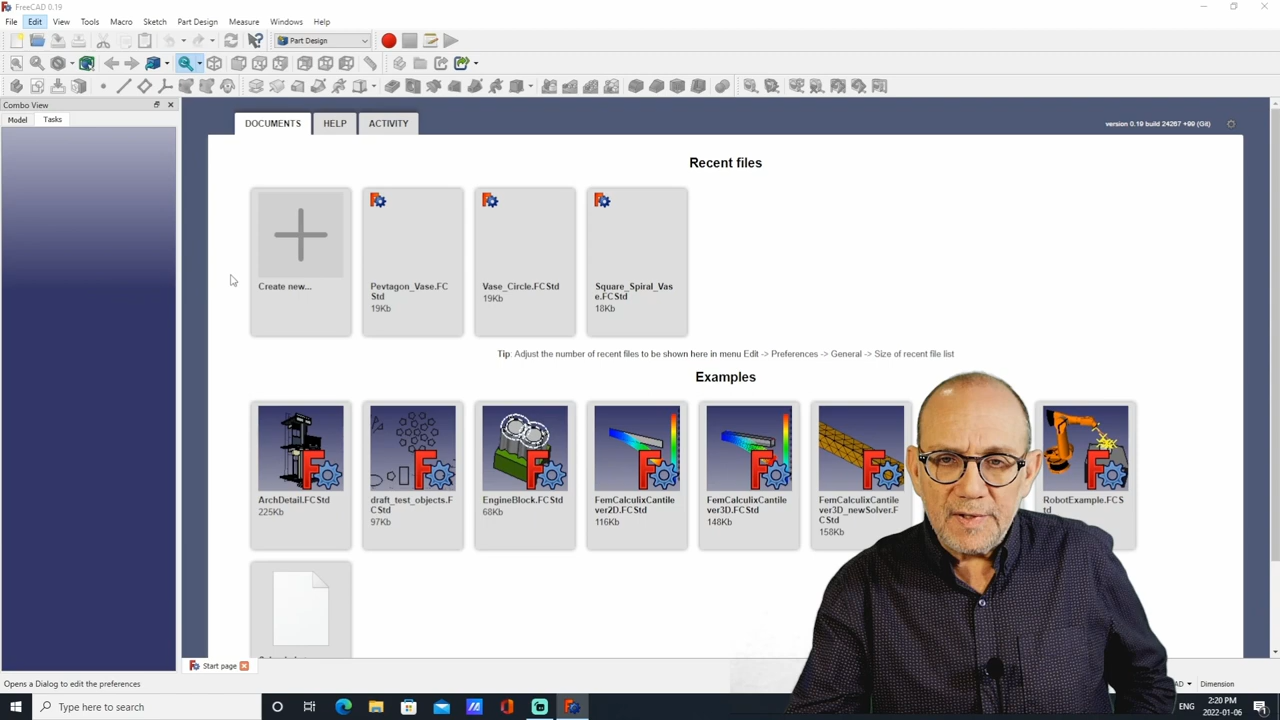 FreeCAD 0.19
File Edit View Tools Macro Sketch Part Design Measure Windows Help
Part Design
Combo View
Model Tasks
DOCUMENTS HELP ACTIVITY
version 0.19 build 24267 +99 (Git)
Recent files
Create new...
Pevtagon_Vase.FC
Std
19Kb
Vase_Circle.FCStd
19Kb
Square_Spiral_Vas
e.FCStd
18Kb
Tip: Adjust the number of recent files to be shown here in menu Edit -> Preferences -> General -> Size of recent file list
Examples
ArchDetail.FCStd
225Kb
draft_test_objects.F
CStd
97Kb
EngineBlock.FCStd
68Kb
FemCalculixCantile
ver2D.FCStd
116Kb
FemCalculixCantile
ver3D.FCStd
148Kb
FemCalculixCantile
ver3D_newSolver.F
CStd
158Kb
RobotExample.FCS
td
Start page
Opens a Dialog to edit the preferences
Dimension
Type here to search
ENG
2:20 PM
2022-01-06